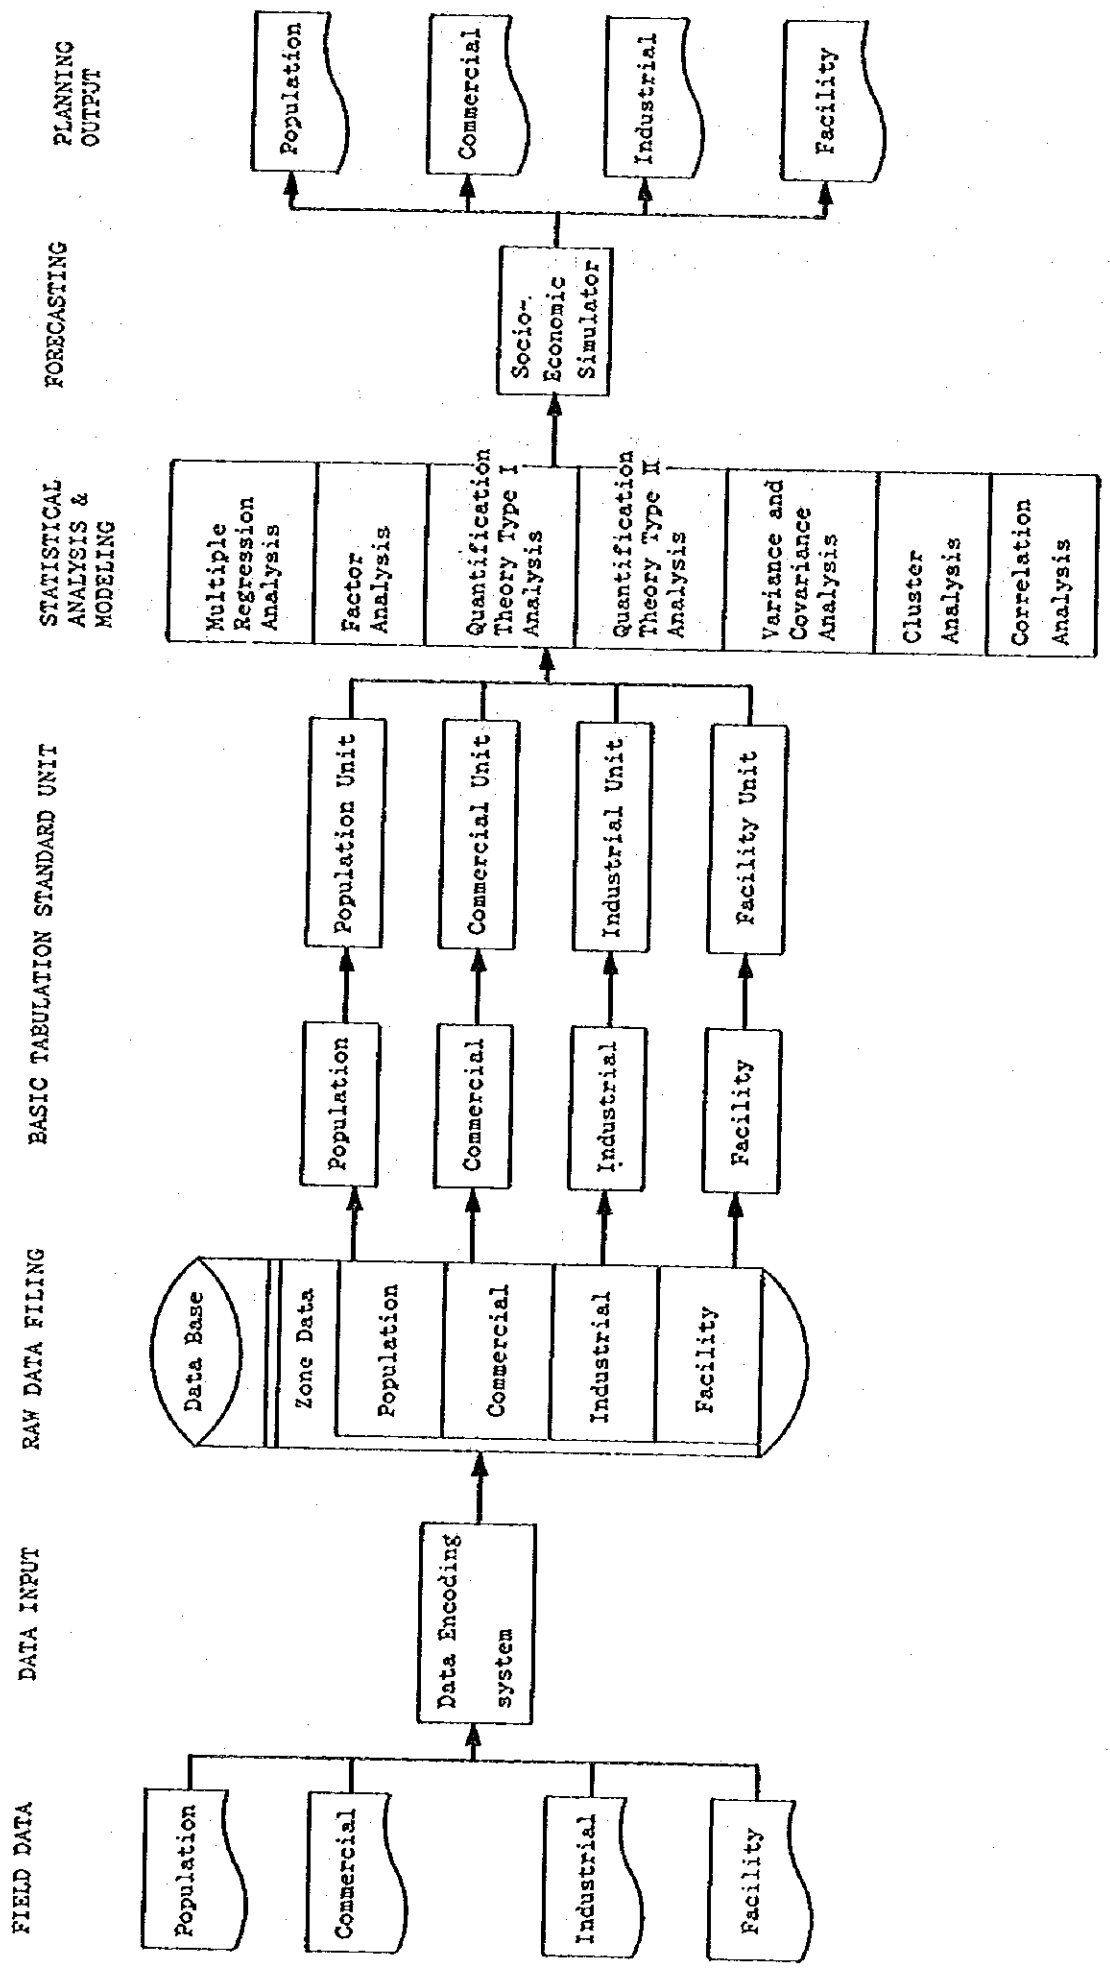 FIELD DATA
Population
Commercial
Industrial
Facility
DATA INPUT
Data Encoding
system
RAW DATA FILING
Data Base
Zone Data
Population
Commercial
Industrial
Facility
BASIC TABULATION STANDARD UNIT
Population
Commercial
Industrial
Facility
Population Unit
Commercial Unit
Industrial Unit
Facility Unit
STATISTICAL
ANALYSIS &
MODELING
Multiple
Regression
Analysis
Factor
Analysis
Quantification
Theory Type I
Analysis
Quantification
Theory Type II
Analysis
Variance and
Covariance
Analysis
Cluster
Analysis
Correlation
Analysis
FORECASTING
Socio-
Economic
Simulator
PLANNING
OUTPUT
Population
Commercial
Industrial
Facility